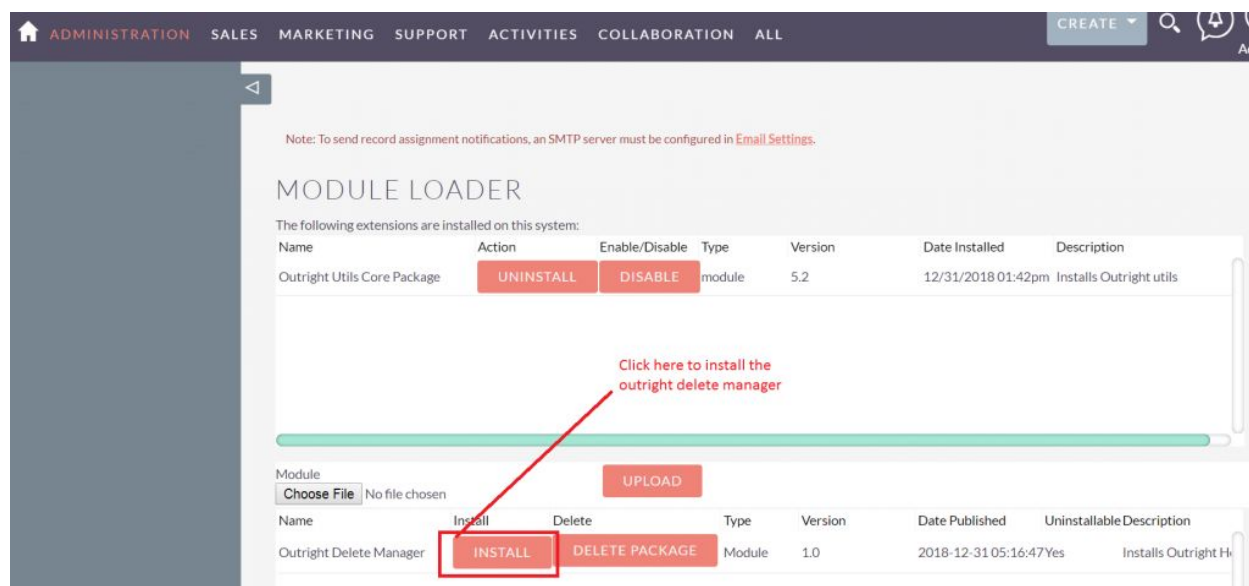 ADMINISTRATION SALES MARKETING SUPPORT ACTIVITIES COLLABORATION ALL CREATE
Note: To send record assignment notifications, an SMTP server must be configured in Email Settings.
MODULE LOADER
The following extensions are installed on this system:
Name Action Enable/Disable Type Version Date Installed Description
Outright Utils Core Package UNINSTALL DISABLE module 5.2 12/31/2018 01:42pm Installs Outright utils
Click here to install the
outright delete manager
Module
Choose File No file chosen UPLOAD
Name Install Delete Type Version Date Published Uninstallable Description
Outright Delete Manager INSTALL DELETE PACKAGE Module 1.0 2018-12-31 05:16:47 Yes Installs Outright